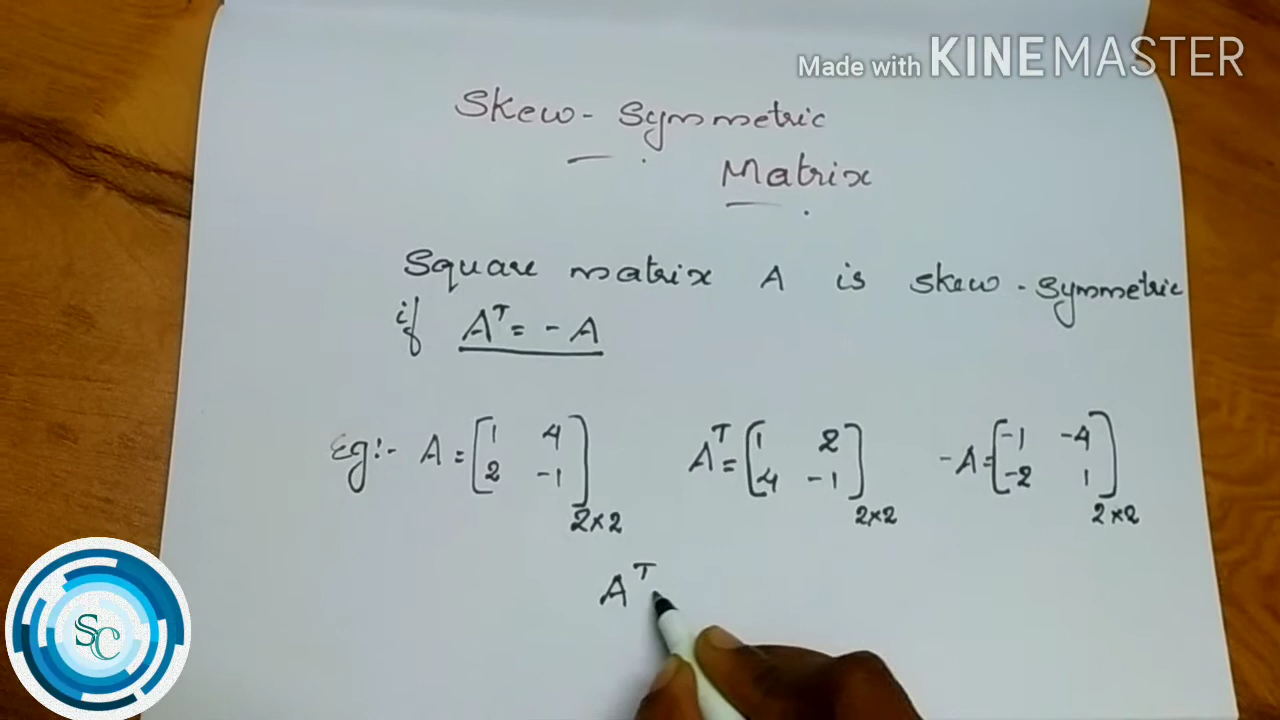 Made with KINEMASTER
Skew - Symmetric
Matrix
Square matrix A is skew - symmetric
if Aᵀ = - A
Eg:- A = [1 4; 2 -1] 2×2 Aᵀ = [1 2; 4 -1] 2×2 -A = [-1 -4; -2 1] 2×2
Aᵀ
SC